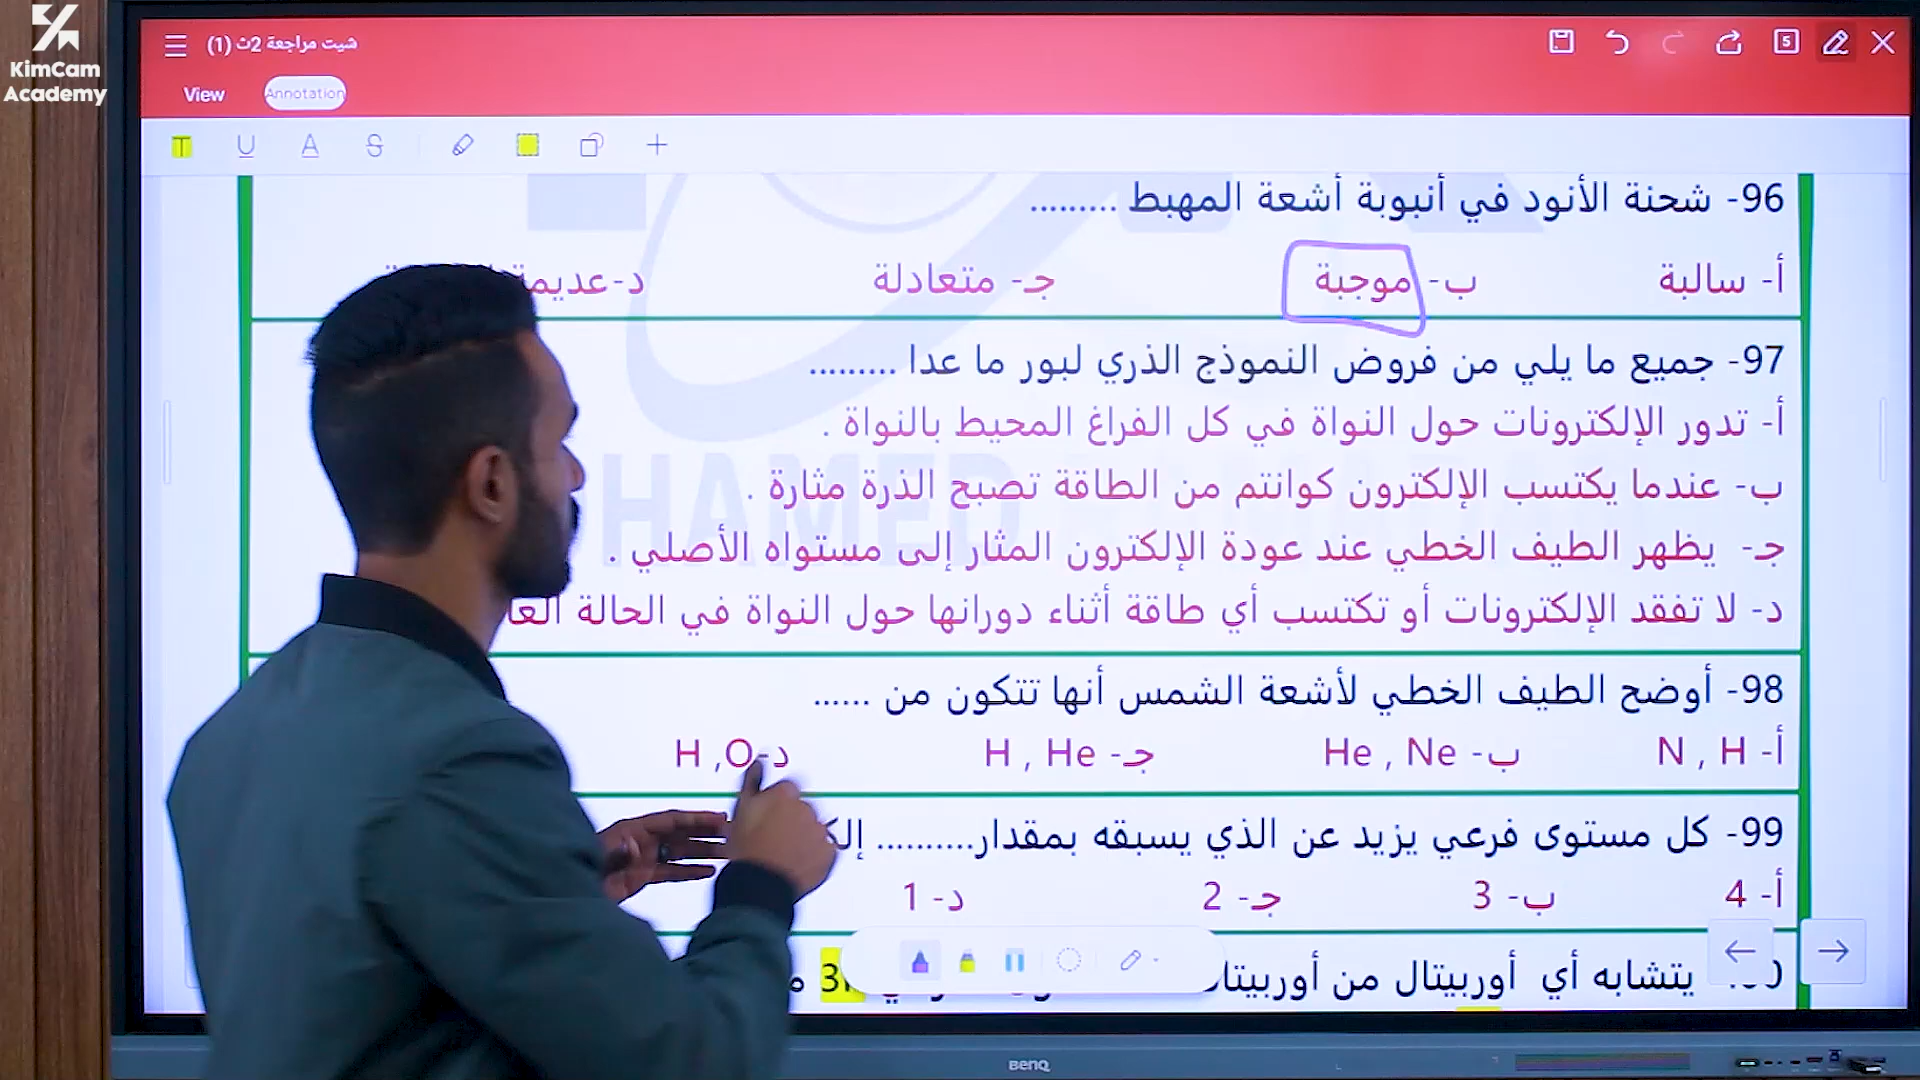 KimCam
Academy
شيت مراجعة 2ث (1)
View
Annotation
96- شحنة الأنود في أنبوبة أشعة المهبط .........
أ- سالبة ب- موجبة جـ- متعادلة د-عديمة
97- جميع ما يلي من فروض النموذج الذري لبور ما عدا .........
أ- تدور الإلكترونات حول النواة في كل الفراغ المحيط بالنواة .
ب- عندما يكتسب الإلكترون كوانتم من الطاقة تصبح الذرة مثارة .
جـ- يظهر الطيف الخطي عند عودة الإلكترون المثار إلى مستواه الأصلي .
د- لا تفقد الإلكترونات أو تكتسب أي طاقة أثناء دورانها حول النواة في الحالة
98- أوضح الطيف الخطي لأشعة الشمس أنها تتكون من ......
أ- N , H ب- He , Ne جـ- H , He د- H ,O
99- كل مستوى فرعي يزيد عن الذي يسبقه بمقدار..........
أ- 4 ب- 3 جـ- 2 د- 1
يتشابه أي أوربيتال من
BenQ